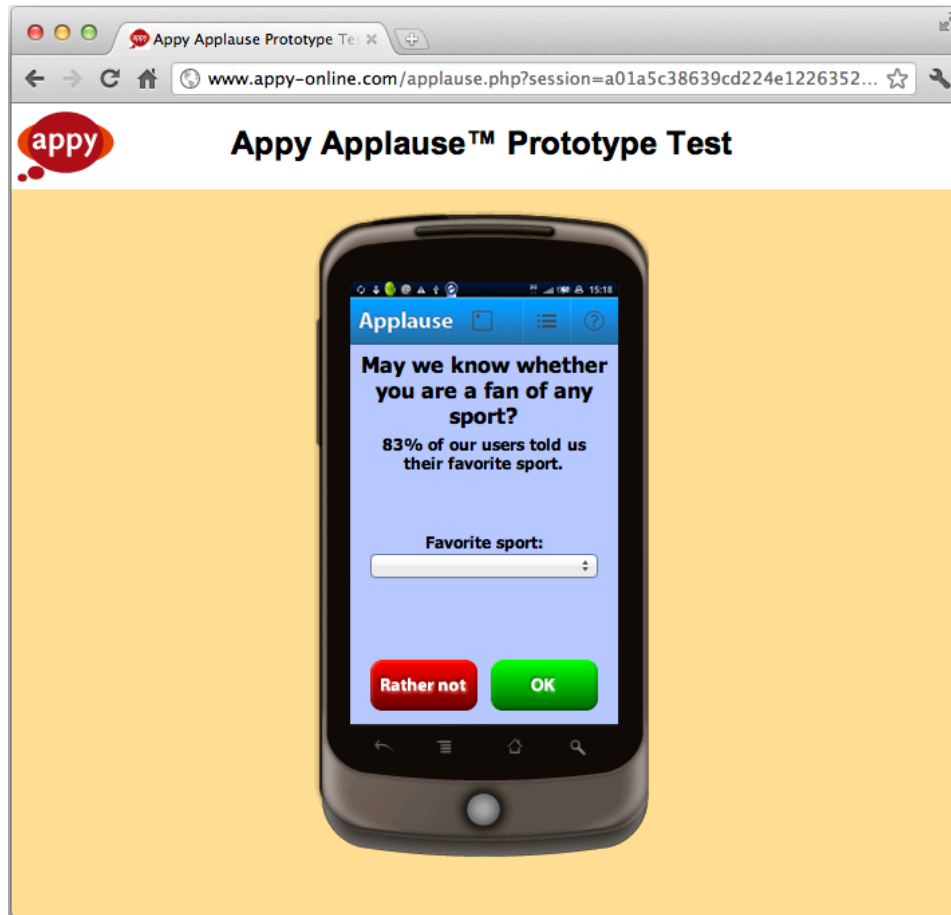 Appy Applause Prototype Te
www.appy-online.com/applause.php?session=a01a5c38639cd224e1226352...
appy
Appy Applause™ Prototype Test
15:18
Applause
May we know whether
you are a fan of any
sport?
83% of our users told us
their favorite sport.
Favorite sport:
Rather not
OK